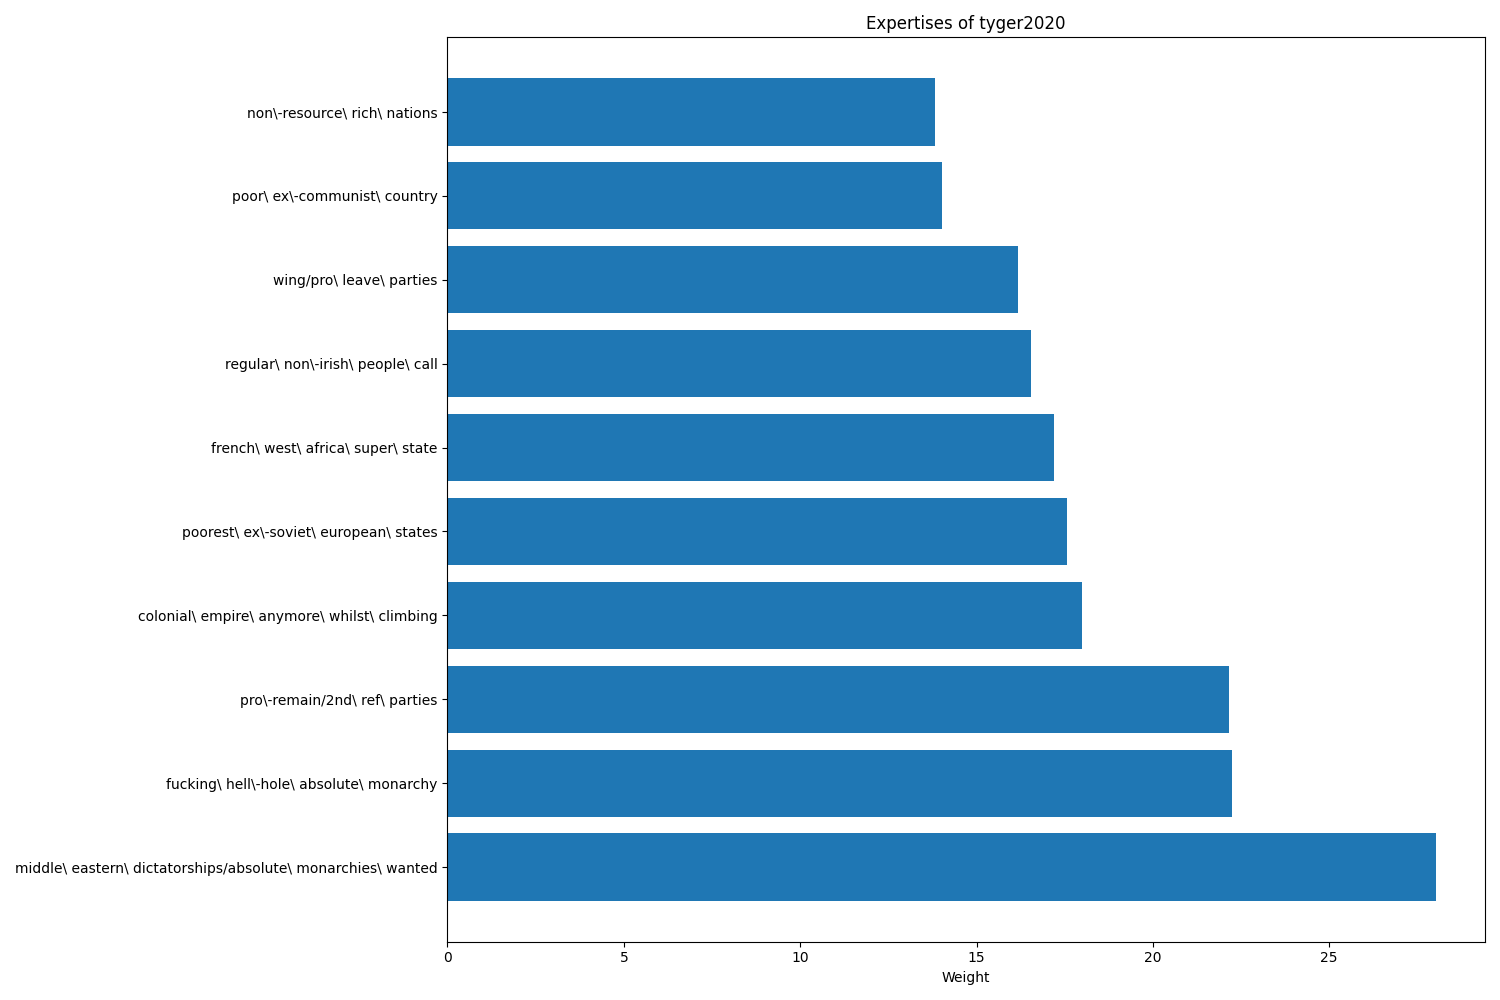 Expertises of tyger2020
non\-resource\ rich\ nations
poor\ ex\-communist\ country
wing/pro\ leave\ parties
regular\ non\-irish\ people\ call
french\ west\ africa\ super\ state
poorest\ ex\-soviet\ european\ states
colonial\ empire\ anymore\ whilst\ climbing
pro\-remain/2nd\ ref\ parties
fucking\ hell\-hole\ absolute\ monarchy
middle\ eastern\ dictatorships/absolute\ monarchies\ wanted
0 5 10 15 20 25
Weight